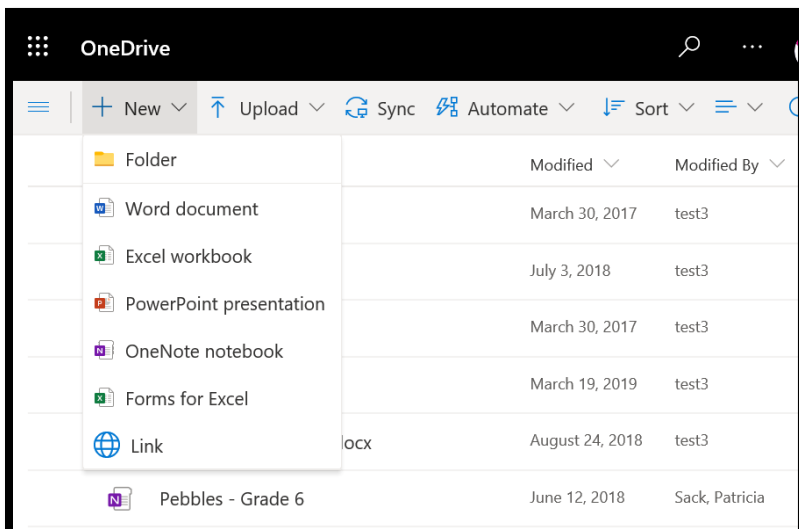 OneDrive
New Upload Sync Automate Sort
Folder
Modified Modified By
Word document
March 30, 2017 test3
Excel workbook
July 3, 2018 test3
PowerPoint presentation
March 30, 2017 test3
OneNote notebook
March 19, 2019 test3
Forms for Excel
Link
ocx August 24, 2018 test3
Pebbles - Grade 6 June 12, 2018 Sack, Patricia